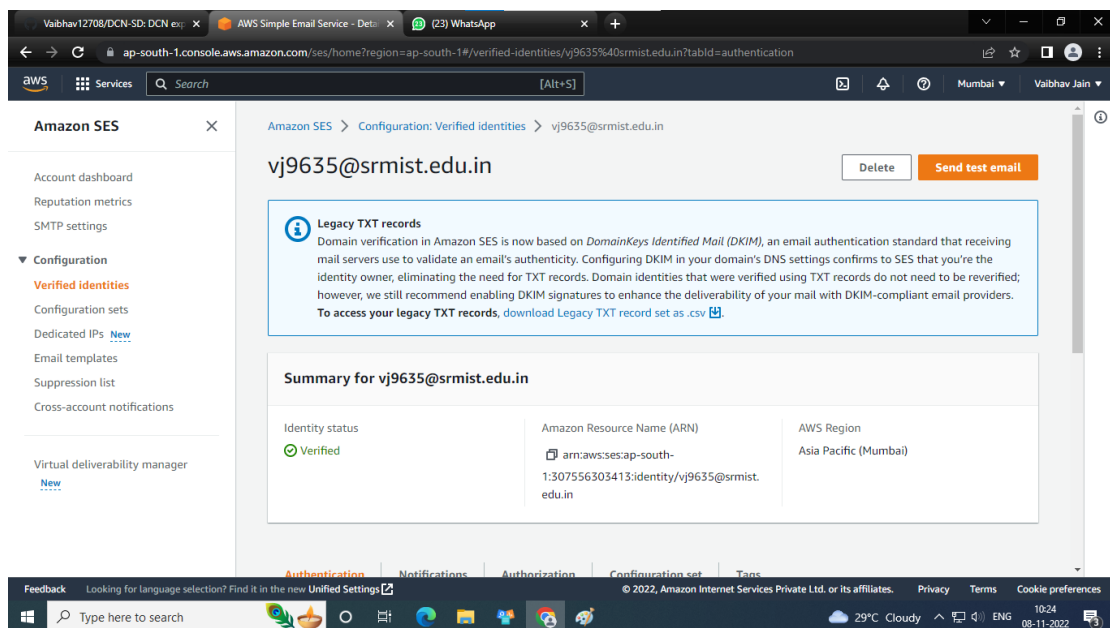 Vaibhav12708/DCN-SD: DCN exp
AWS Simple Email Service - Deta
(23) WhatsApp
ap-south-1.console.aws.amazon.com/ses/home?region=ap-south-1#/verified-identities/vj9635%40srmist.edu.in?tabId=authentication
aws
Services
Search
[Alt+S]
Mumbai
Vaibhav Jain
Amazon SES
Account dashboard
Reputation metrics
SMTP settings
Configuration
Verified identities
Configuration sets
Dedicated IPs New
Email templates
Suppression list
Cross-account notifications
Virtual deliverability manager
New
Amazon SES > Configuration: Verified identities > vj9635@srmist.edu.in
vj9635@srmist.edu.in
Delete
Send test email
Legacy TXT records
Domain verification in Amazon SES is now based on DomainKeys Identified Mail (DKIM), an email authentication standard that receiving
mail servers use to validate an email's authenticity. Configuring DKIM in your domain's DNS settings confirms to SES that you're the
identity owner, eliminating the need for TXT records. Domain identities that were verified using TXT records do not need to be reverified;
however, we still recommend enabling DKIM signatures to enhance the deliverability of your mail with DKIM-compliant email providers.
To access your legacy TXT records, download Legacy TXT record set as .csv .
Summary for vj9635@srmist.edu.in
Identity status
Verified
Amazon Resource Name (ARN)
arn:aws:ses:ap-south-
1:307556303413:identity/vj9635@srmist.
edu.in
AWS Region
Asia Pacific (Mumbai)
Authentication
Notifications
Authorization
Configuration set
Tags
Feedback
Looking for language selection? Find it in the new Unified Settings
© 2022, Amazon Internet Services Private Ltd. or its affiliates.
Privacy
Terms
Cookie preferences
Type here to search
29°C Cloudy
ENG
10:24
08-11-2022
3